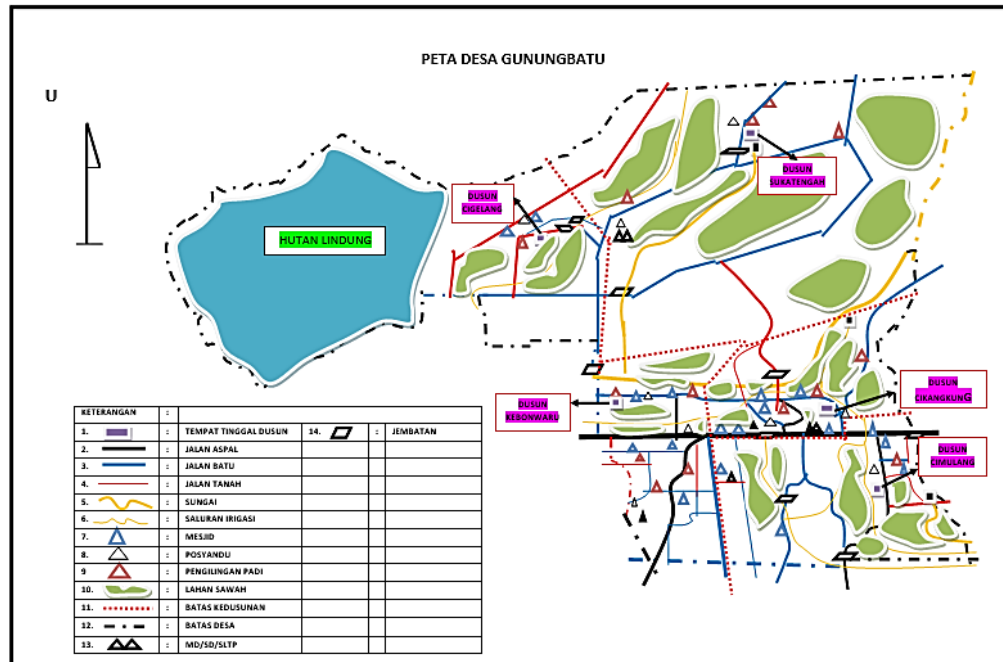 PETA DESA GUNUNGBATU
U
HUTAN LINDUNG
DUSUN
CIGELANG
DUSUN
SUKATENGAH
DUSUN
KEBONWARU
DUSUN
CIKANGKUNG
DUSUN
CIMULANG
KETERANGAN :
1. : TEMPAT TINGGAL DUSUN 14. : JEMBATAN
2. : JALAN ASPAL
3. : JALAN BATU
4. : JALAN TANAH
5. : SUNGAI
6. : SALURAN IRIGASI
7. : MESJID
8. : POSYANDU
9 : PENGILINGAN PADI
10. : LAHAN SAWAH
11. : BATAS KEDUSUNAN
12. : BATAS DESA
13. : MD/SD/SLTP